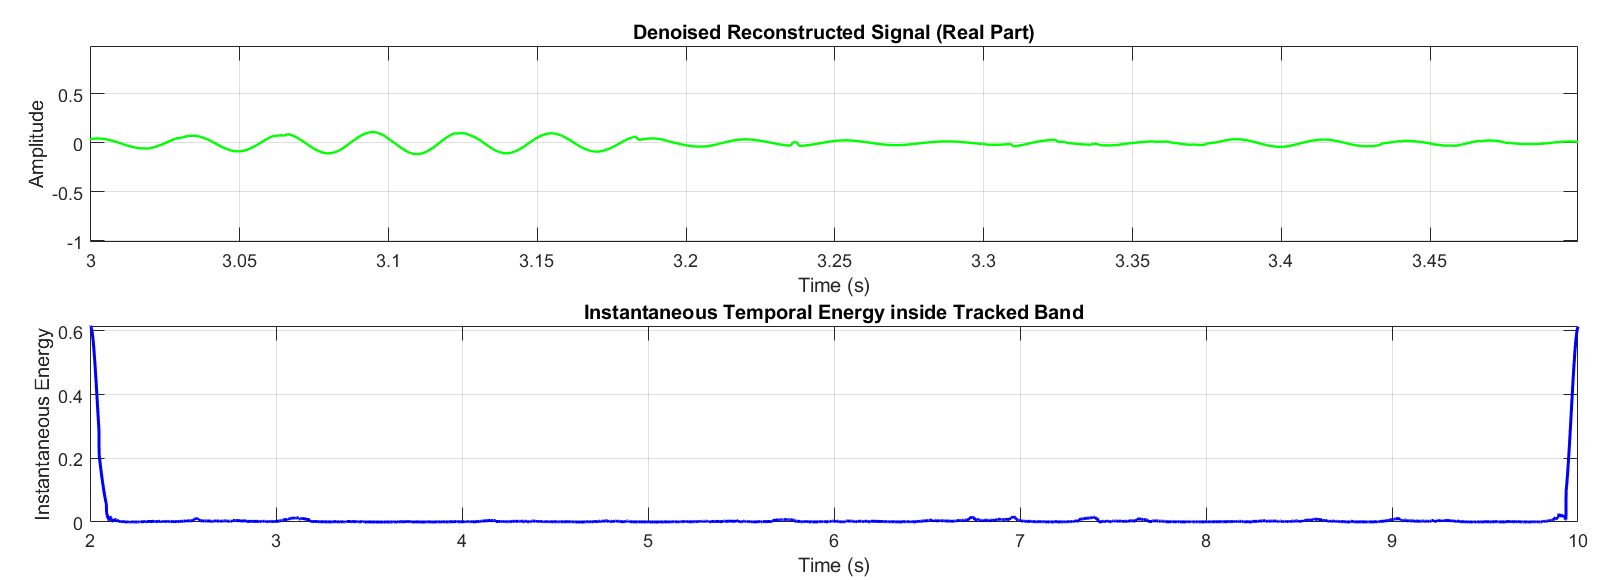 Denoised Reconstructed Signal (Real Part)
Amplitude
0.5
0
-0.5
-1
3 3.05 3.1 3.15 3.2 3.25 3.3 3.35 3.4 3.45
Time (s)
Instantaneous Temporal Energy inside Tracked Band
Instantaneous Energy
0.6
0.4
0.2
0
2 3 4 5 6 7 8 9 10
Time (s)